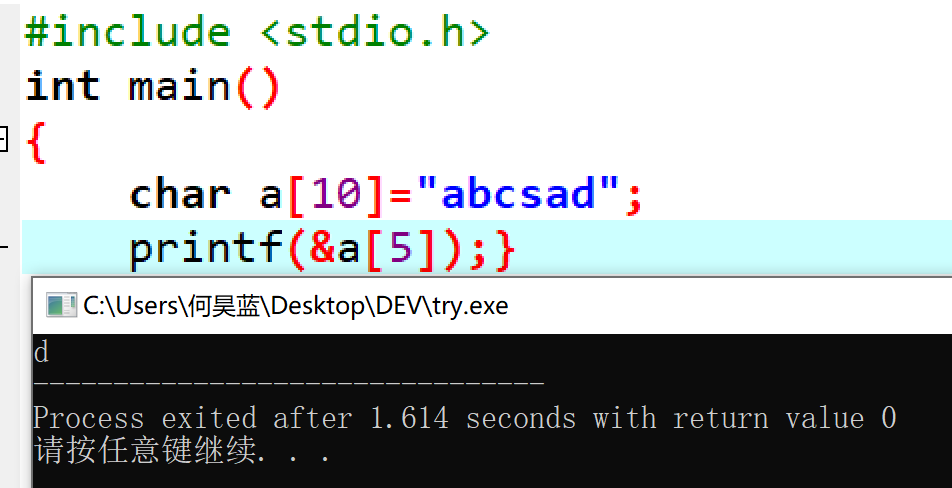 #include <stdio.h>
int main()
{
    char a[10]="abcsad";
    printf(&a[5]);}
C:\Users\何昊蓝\Desktop\DEV\try.exe
d
--------------------------------
Process exited after 1.614 seconds with return value 0
请按任意键继续. . .